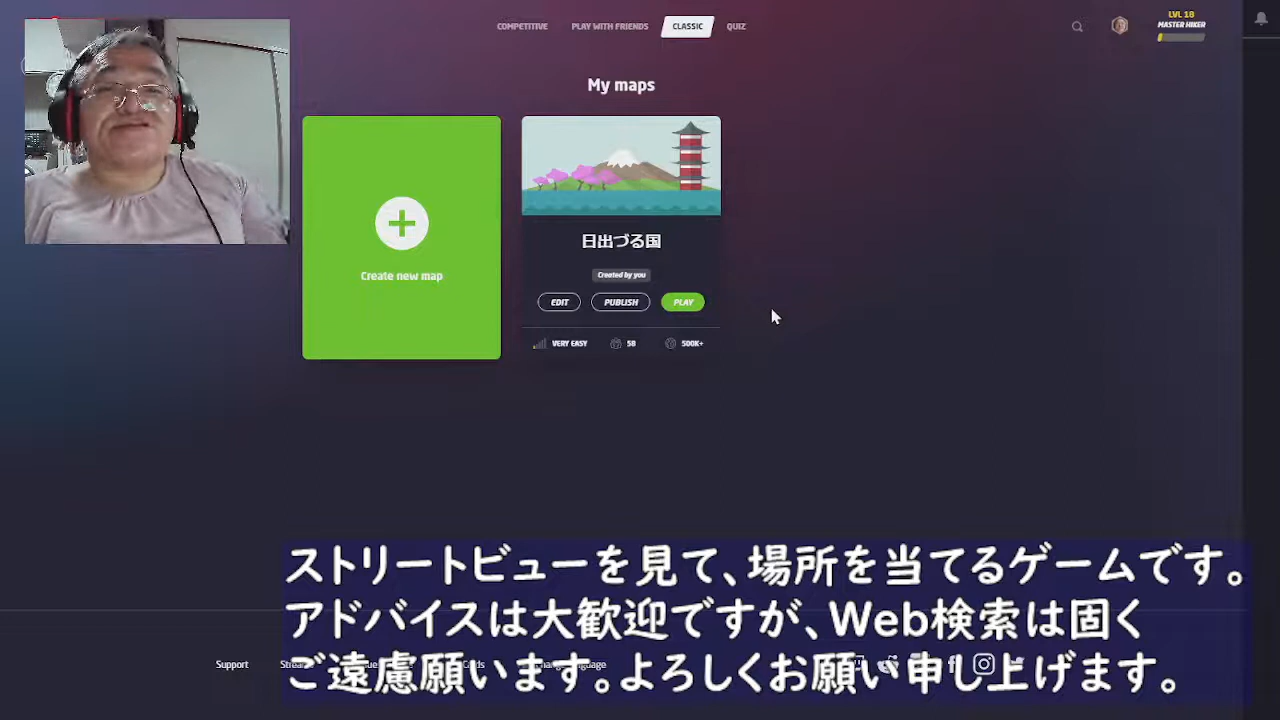 COMPETITIVE
PLAY WITH FRIENDS
CLASSIC
QUIZ
LVL 18
MASTER HIKER
My maps
Create new map
日出づる国
Created by you
EDIT
PUBLISH
PLAY
VERY EASY
58
500K+
ストリートビューを見て、場所を当てるゲームです。
アドバイスは大歓迎ですが、Web検索は固く
ご遠慮願います。よろしくお願い申し上げます。
Support